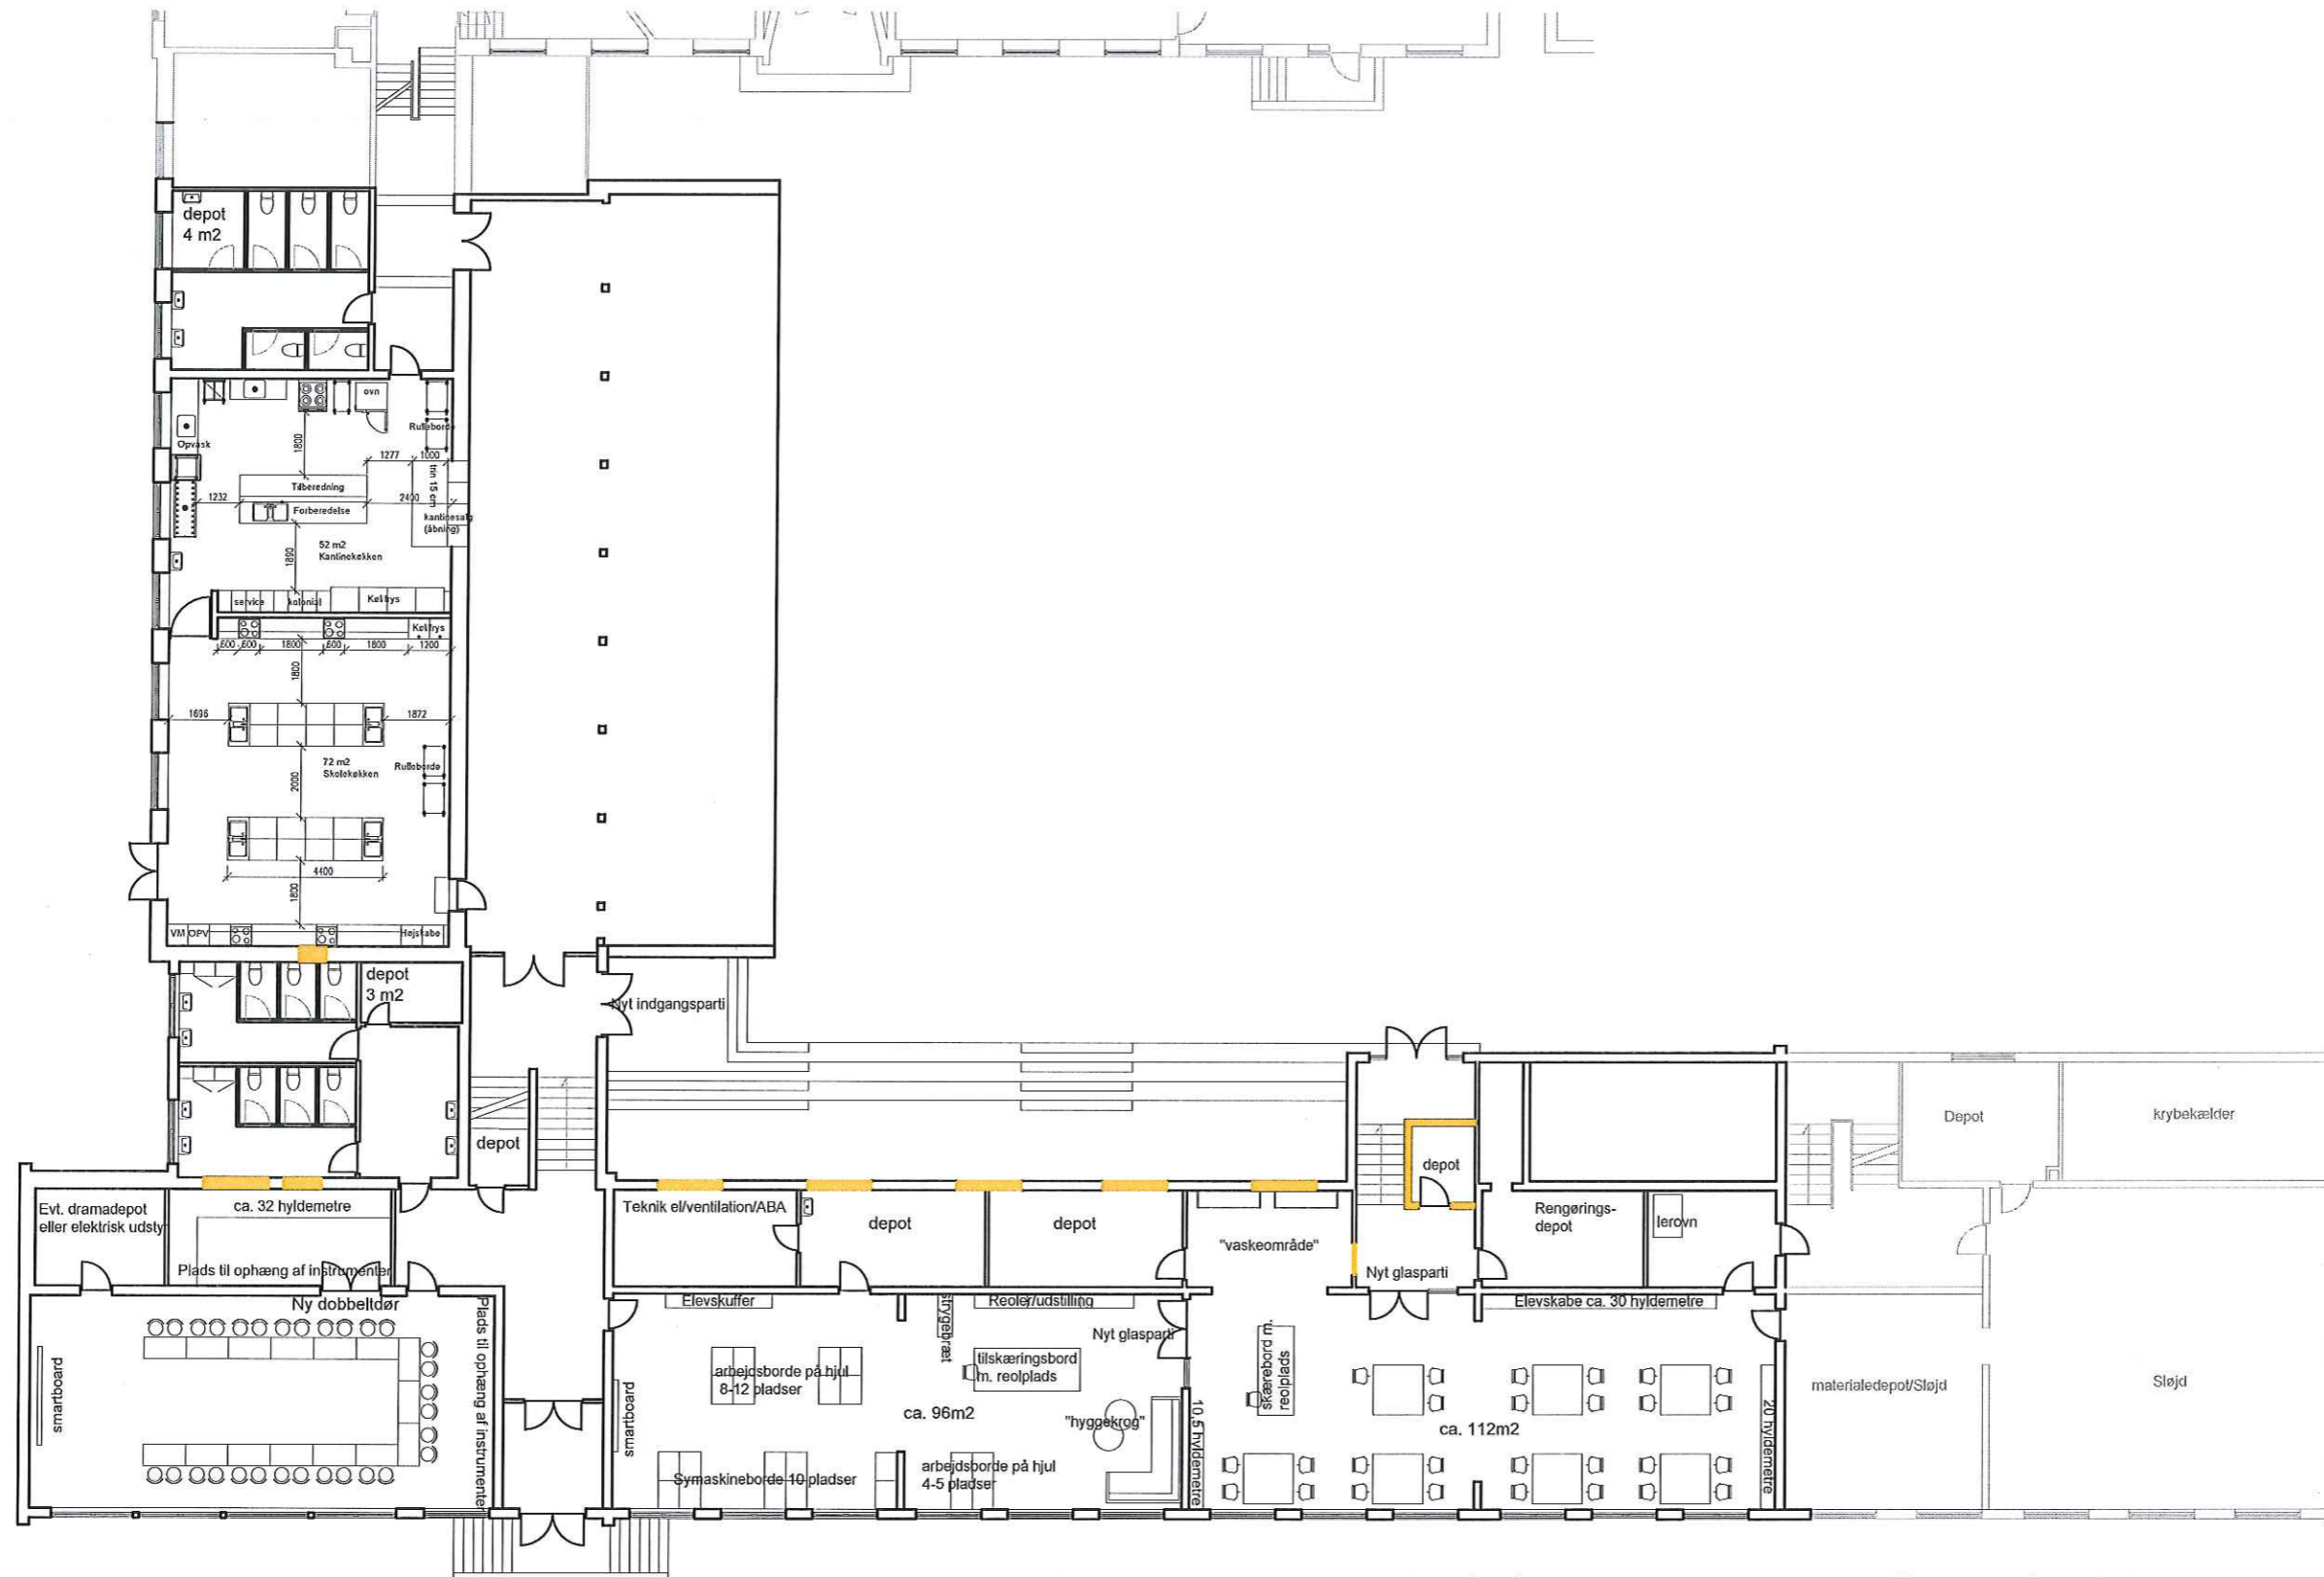 depot
4 m2
ovn
Rulleborde
Opvask
1800
1277
1000
trin 15 cm
Tilberedning
1232
2400
Forberedelse
kantinesalg
(åbning)
1890
52 m2
Kantinekøkken
service
kolonial
Køl/frys
Køl/frys
600
600
1800
600
1800
1200
1800
1696
1872
72 m2
Skolekøkken
Rulleborde
2000
4400
1800
VM
OPV
Højskabe
depot
3 m2
Nyt indgangsparti
depot
depot
Depot
krybekælder
Evt. dramadepot
eller elektrisk udsty
ca. 32 hyldemetre
Plads til ophæng af instrumenter
Teknik el/ventilation/ABA
depot
depot
"vaskeområde"
Nyt glasparti
Rengørings-
depot
lerovn
Ny dobbeltdør
Plads til ophæng af instrumenter
smartboard
Elevskuffer
strygebræt
Reoler/udstilling
Nyt glasparti
Elevskabe ca. 30 hyldemetre
arbejdsborde på hjul
8-12 pladser
tilskæringsbord
m. reolplads
skærebord m.
reolplads
smartboard
ca. 96m2
"hyggekrog"
10,5 hyldemetre
ca. 112m2
20 hyldemetre
materialedepot/Sløjd
Sløjd
Symaskineborde 10 pladser
arbejdsborde på hjul
4-5 pladser